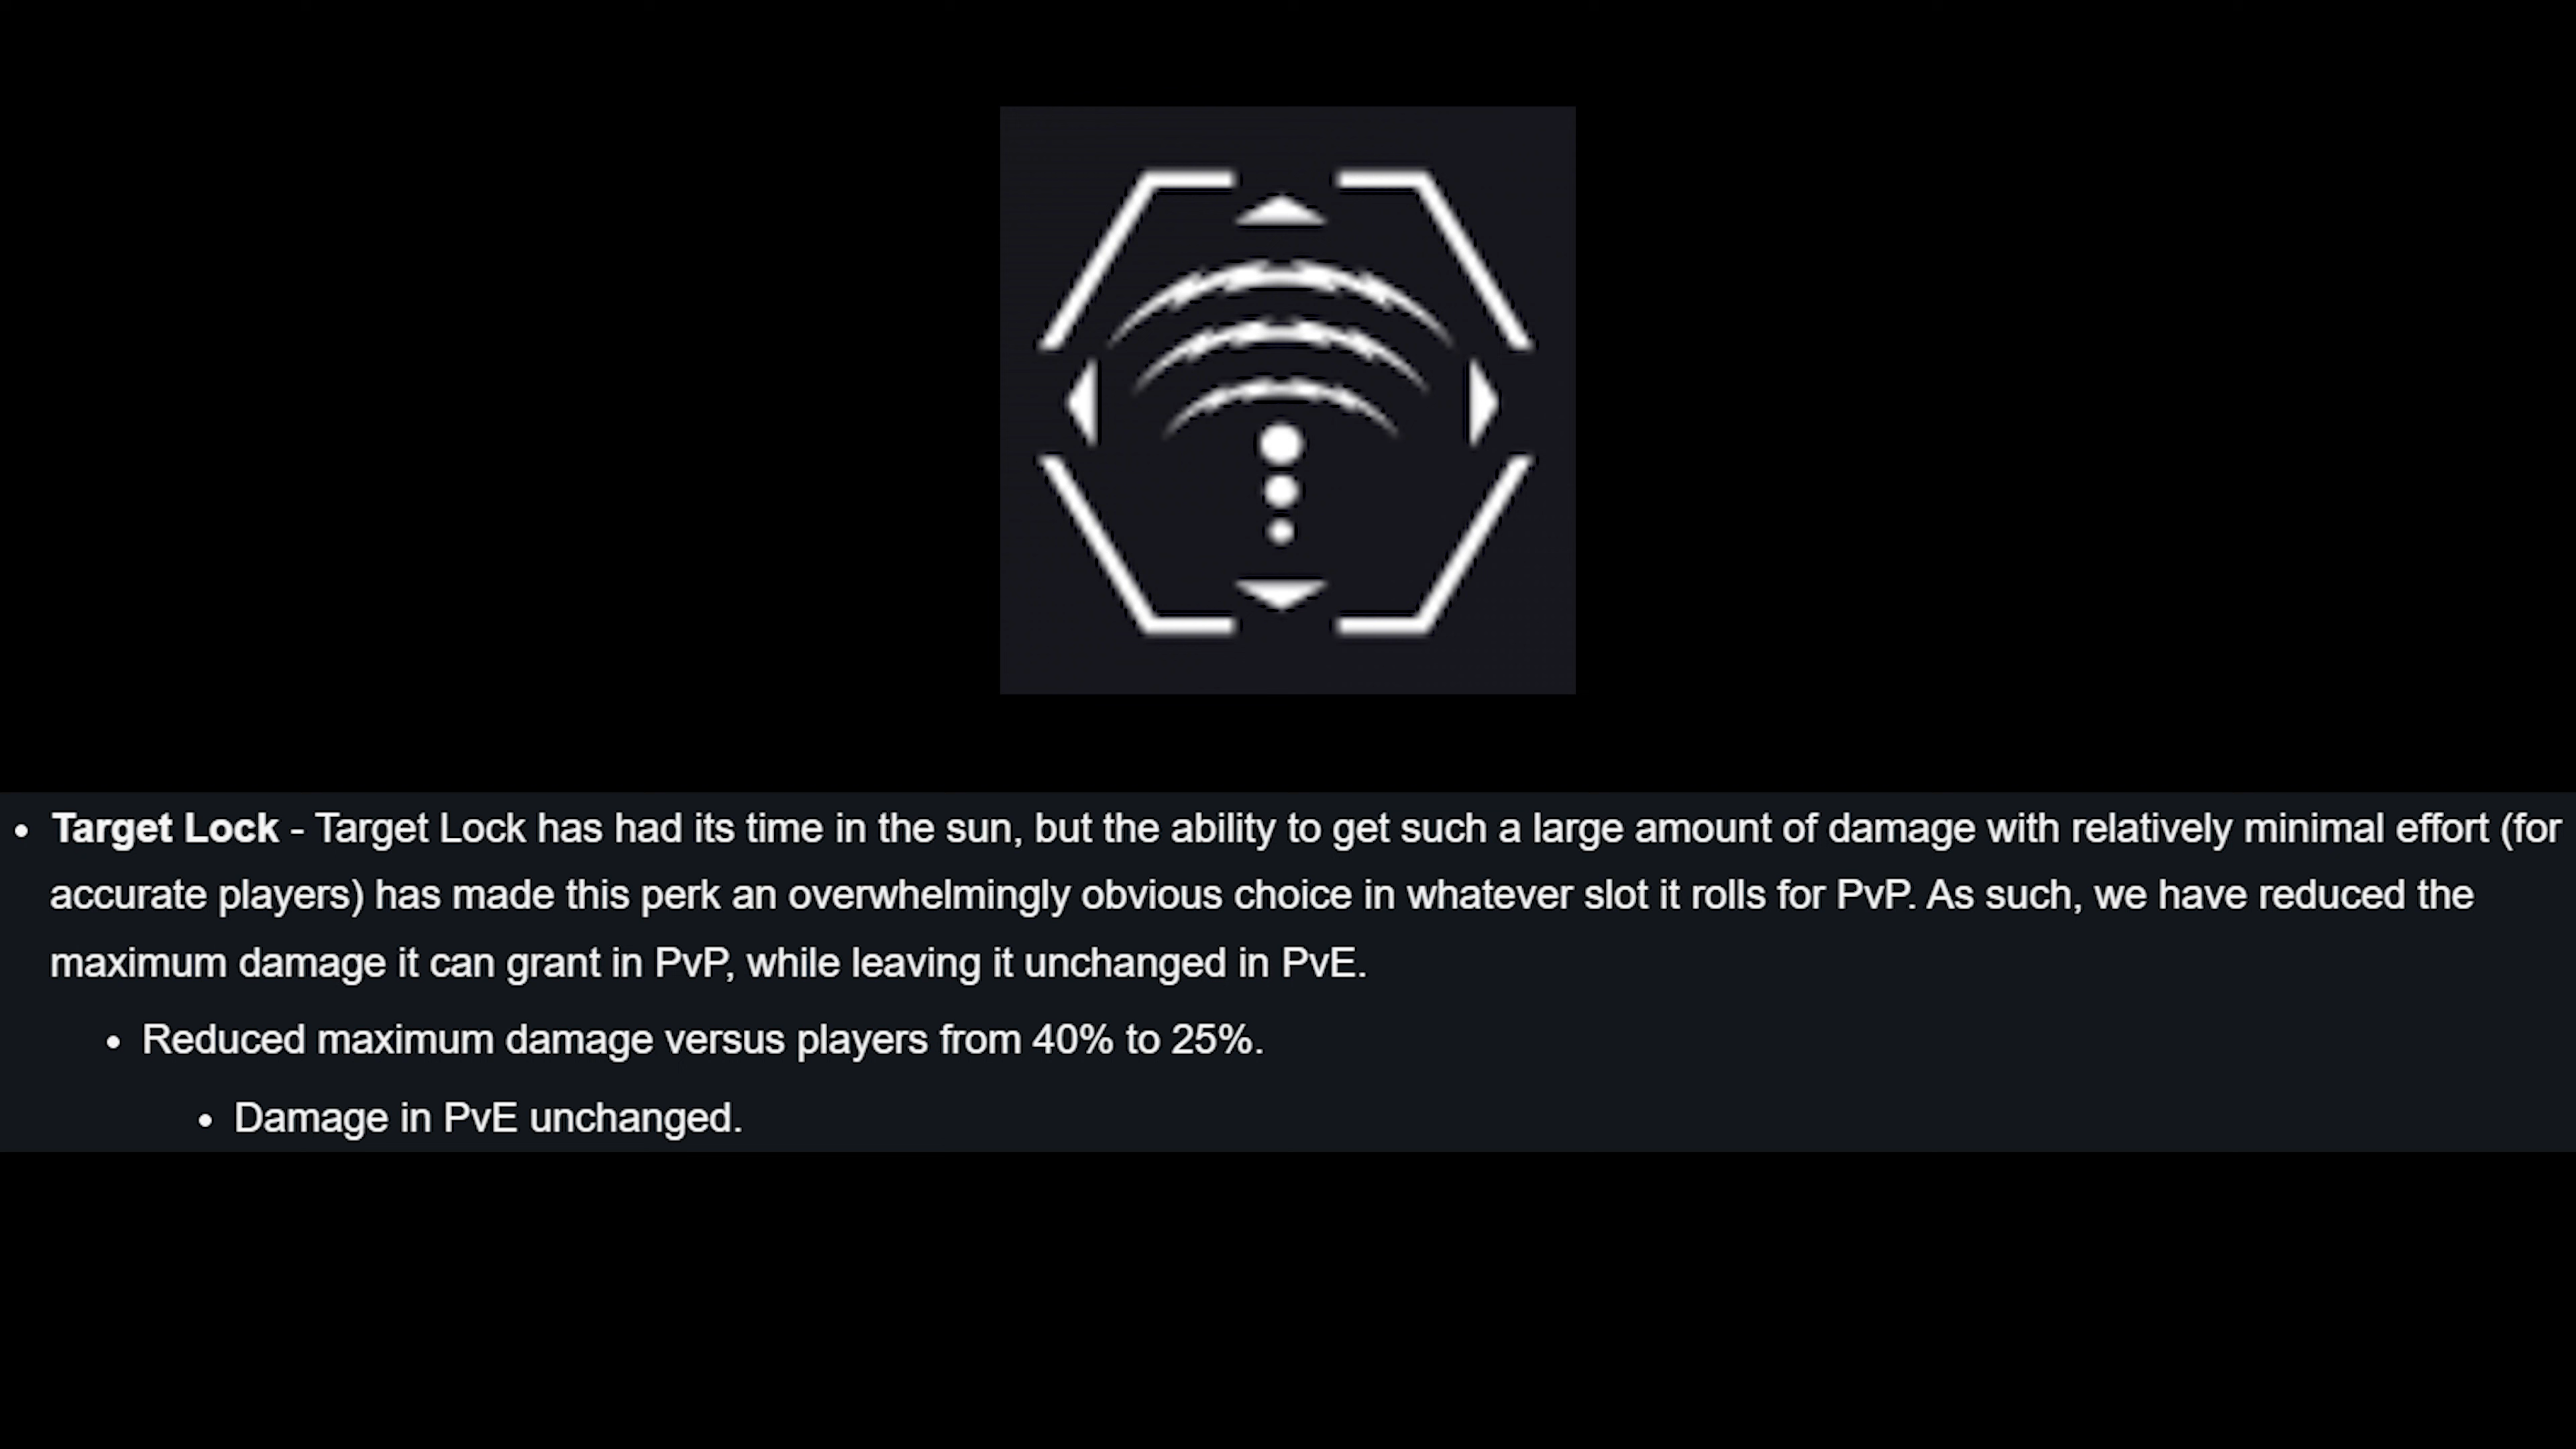 • Target Lock - Target Lock has had its time in the sun, but the ability to get such a large amount of damage with relatively minimal effort (for
accurate players) has made this perk an overwhelmingly obvious choice in whatever slot it rolls for PvP. As such, we have reduced the
maximum damage it can grant in PvP, while leaving it unchanged in PvE.
• Reduced maximum damage versus players from 40% to 25%.
• Damage in PvE unchanged.